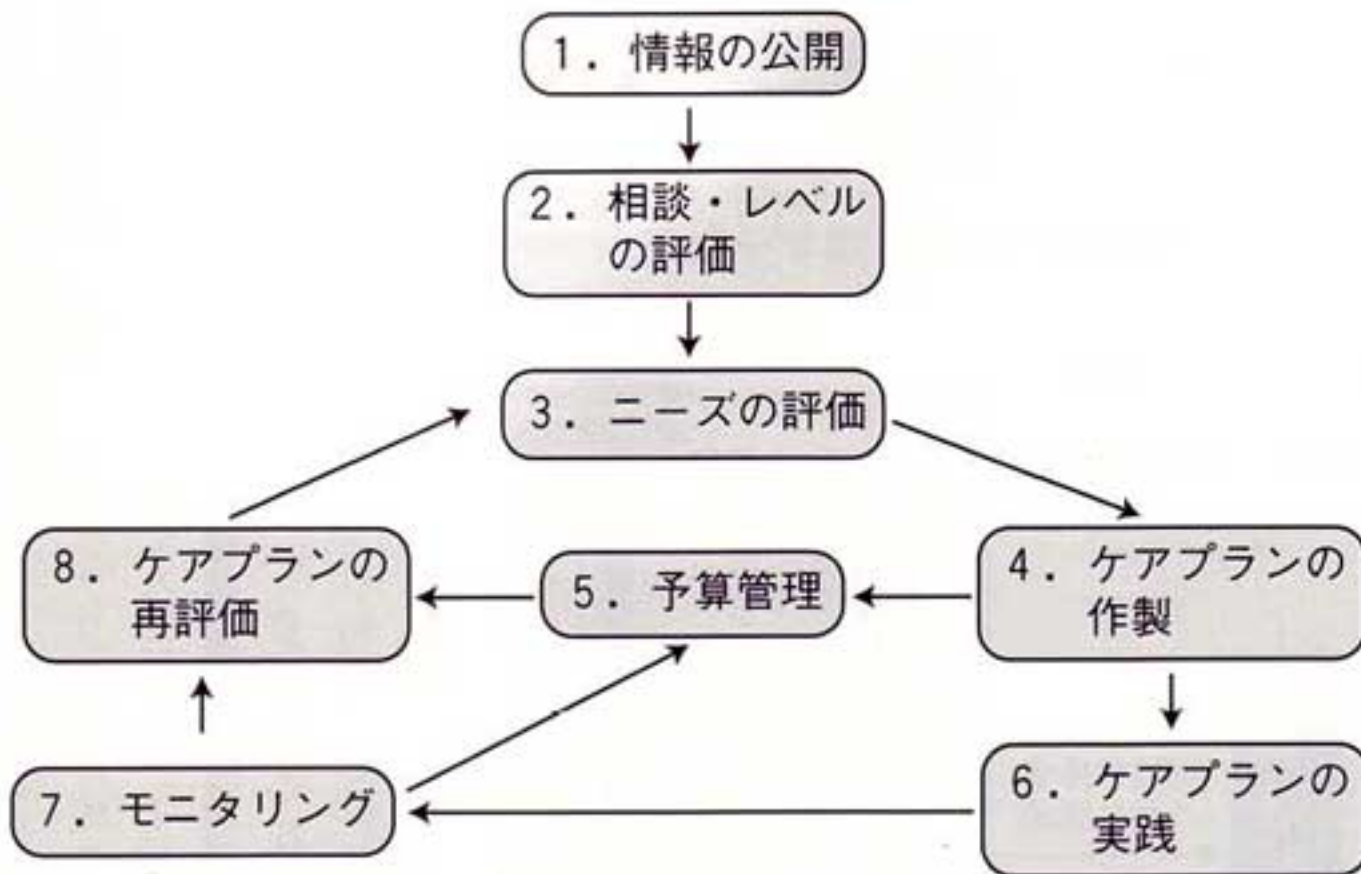 1. 情報の公開
2. 相談・レベル
の評価
3. ニーズの評価
8. ケアプランの
再評価
5. 予算管理
4. ケアプランの
作製
7. モニタリング
6. ケアプランの
実践